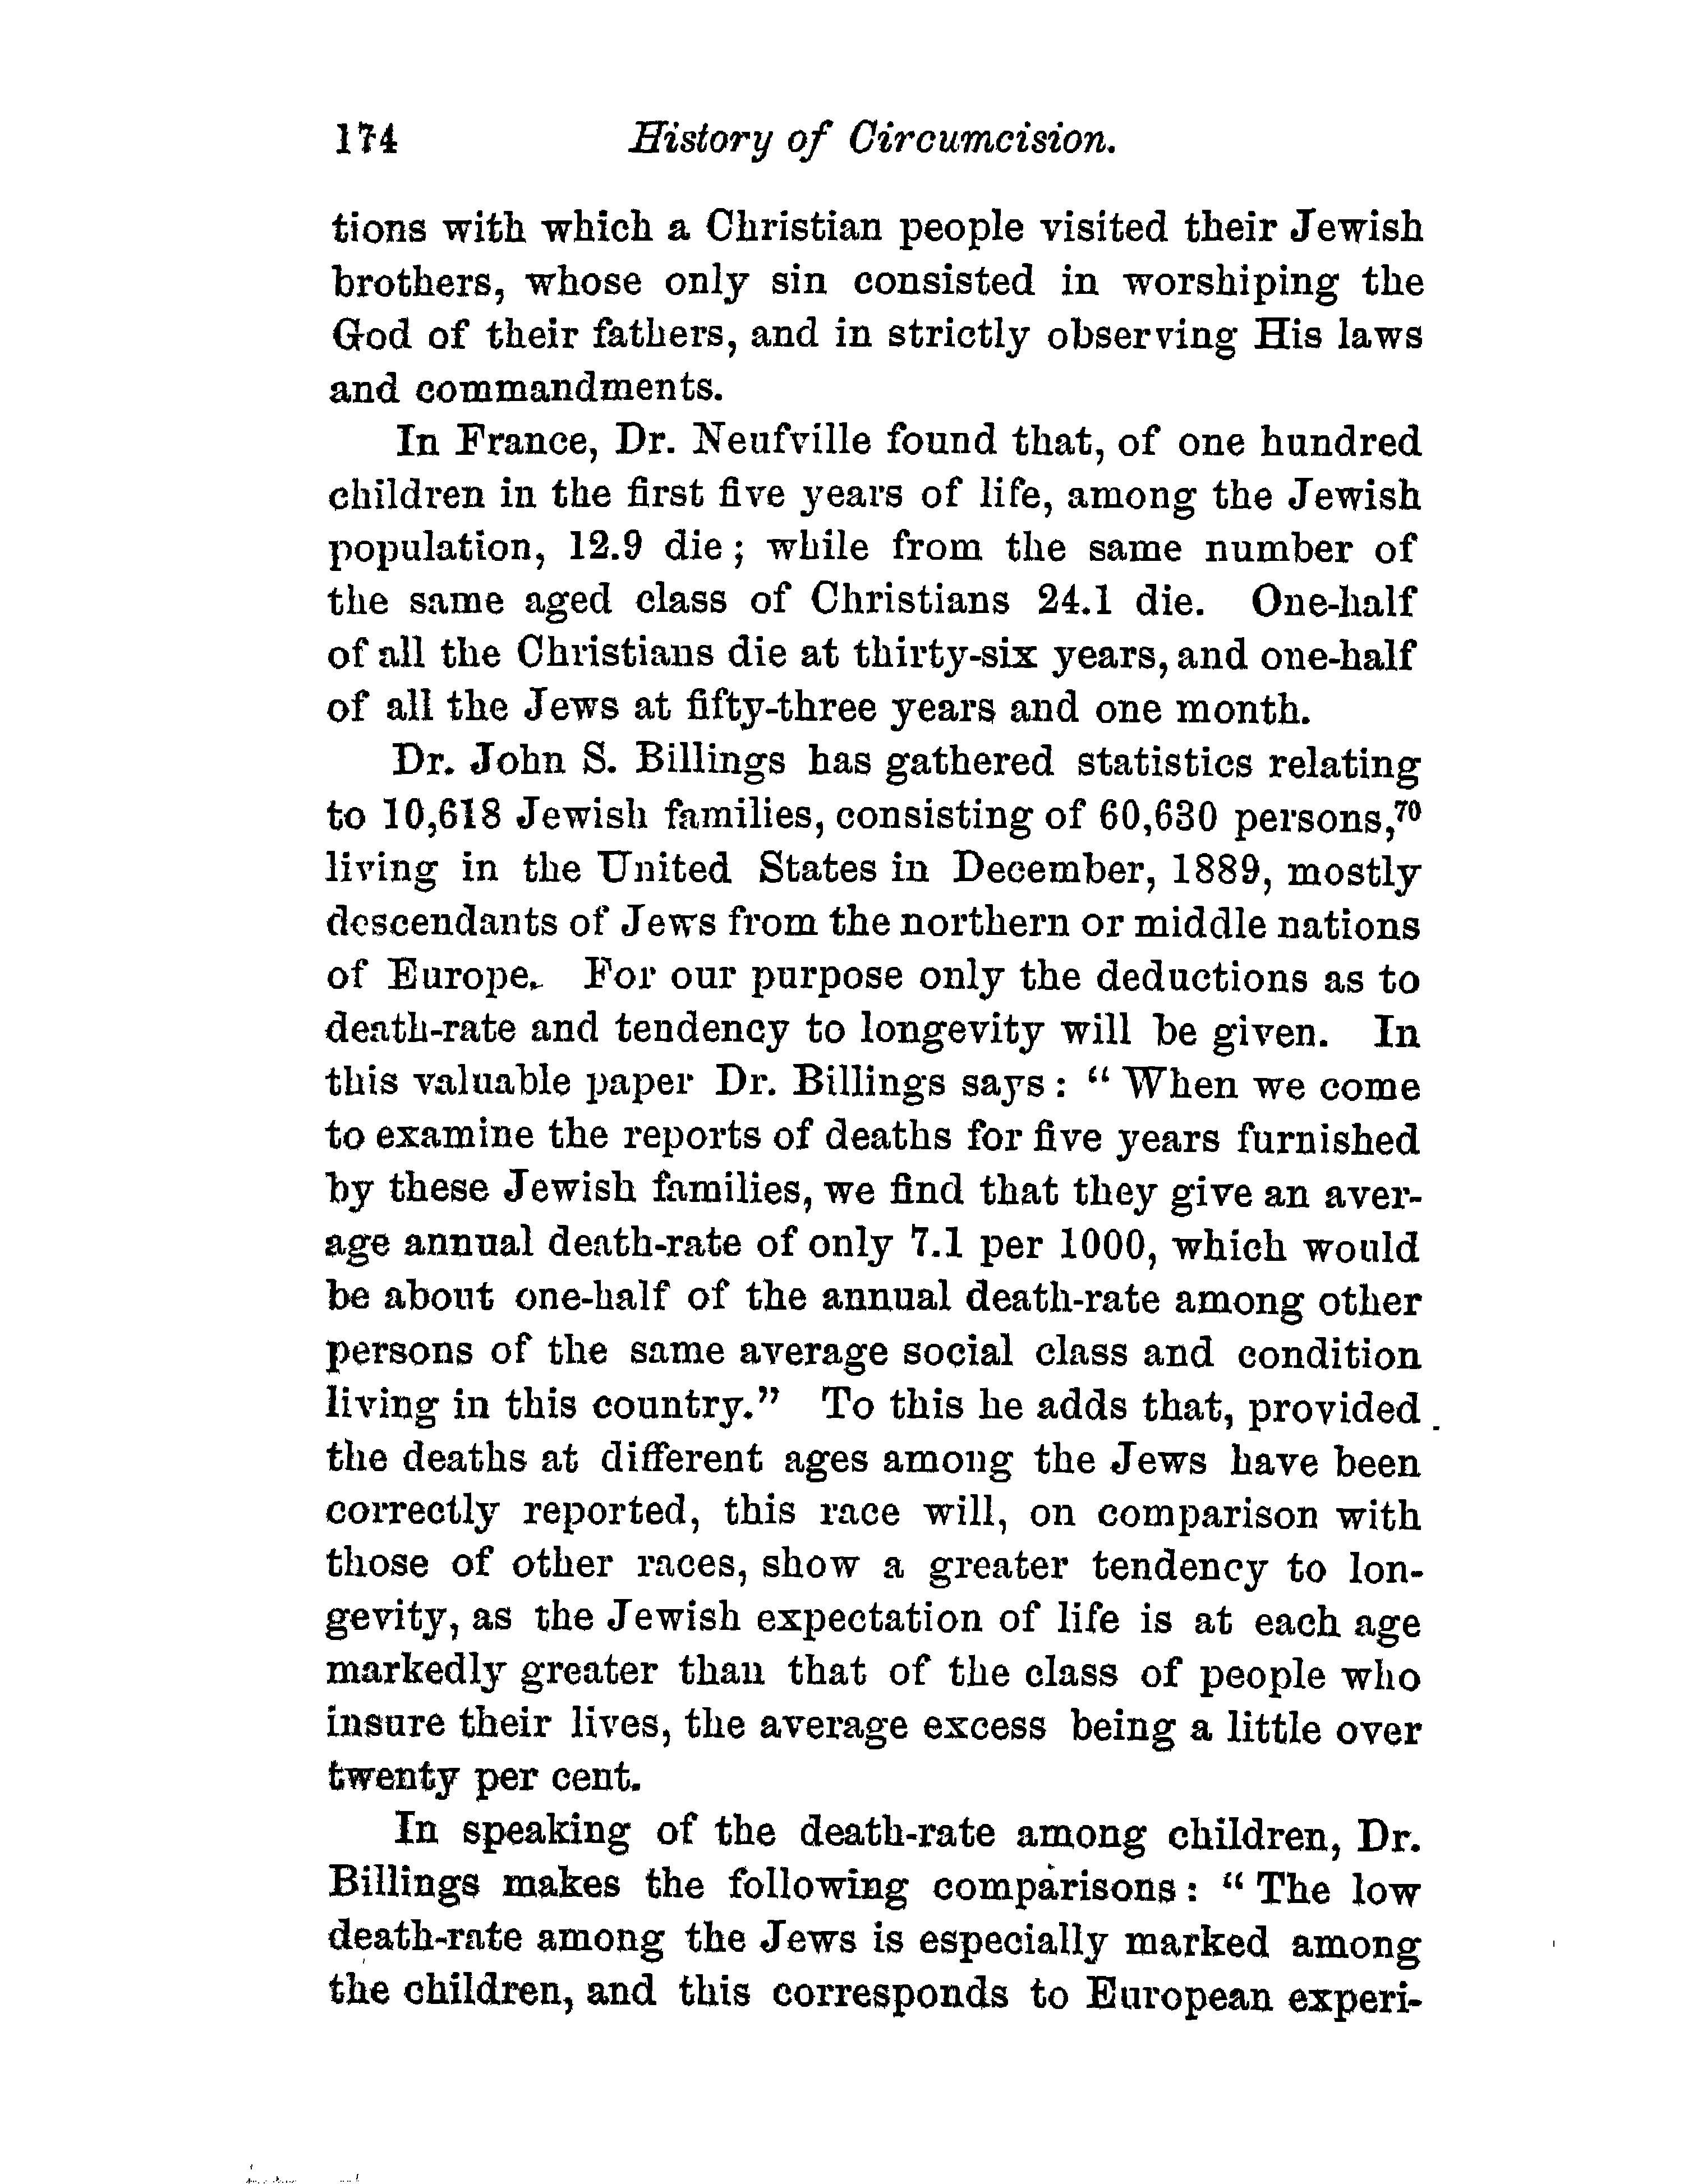 174 History of Circumcision.
tions with which a Christian people visited their Jewish
brothers, whose only sin consisted in worshiping the
God of their fathers, and in strictly observing His laws
and commandments.
In France, Dr. Neufville found that, of one hundred
children in the first five years of life, among the Jewish
population, 12.9 die; while from the same number of
the same aged class of Christians 24.1 die. One-half
of all the Christians die at thirty-six years, and one-half
of all the Jews at fifty-three years and one month.
Dr. John S. Billings has gathered statistics relating
to 10,618 Jewish families, consisting of 60,630 persons,⁷⁰
living in the United States in December, 1889, mostly
descendants of Jews from the northern or middle nations
of Europe. For our purpose only the deductions as to
death-rate and tendency to longevity will be given. In
this valuable paper Dr. Billings says: “When we come
to examine the reports of deaths for five years furnished
by these Jewish families, we find that they give an aver-
age annual death-rate of only 7.1 per 1000, which would
be about one-half of the annual death-rate among other
persons of the same average social class and condition
living in this country.” To this he adds that, provided
the deaths at different ages among the Jews have been
correctly reported, this race will, on comparison with
those of other races, show a greater tendency to lon-
gevity, as the Jewish expectation of life is at each age
markedly greater than that of the class of people who
insure their lives, the average excess being a little over
twenty per cent.
In speaking of the death-rate among children, Dr.
Billings makes the following comparisons: “The low
death-rate among the Jews is especially marked among
the children, and this corresponds to European experi-